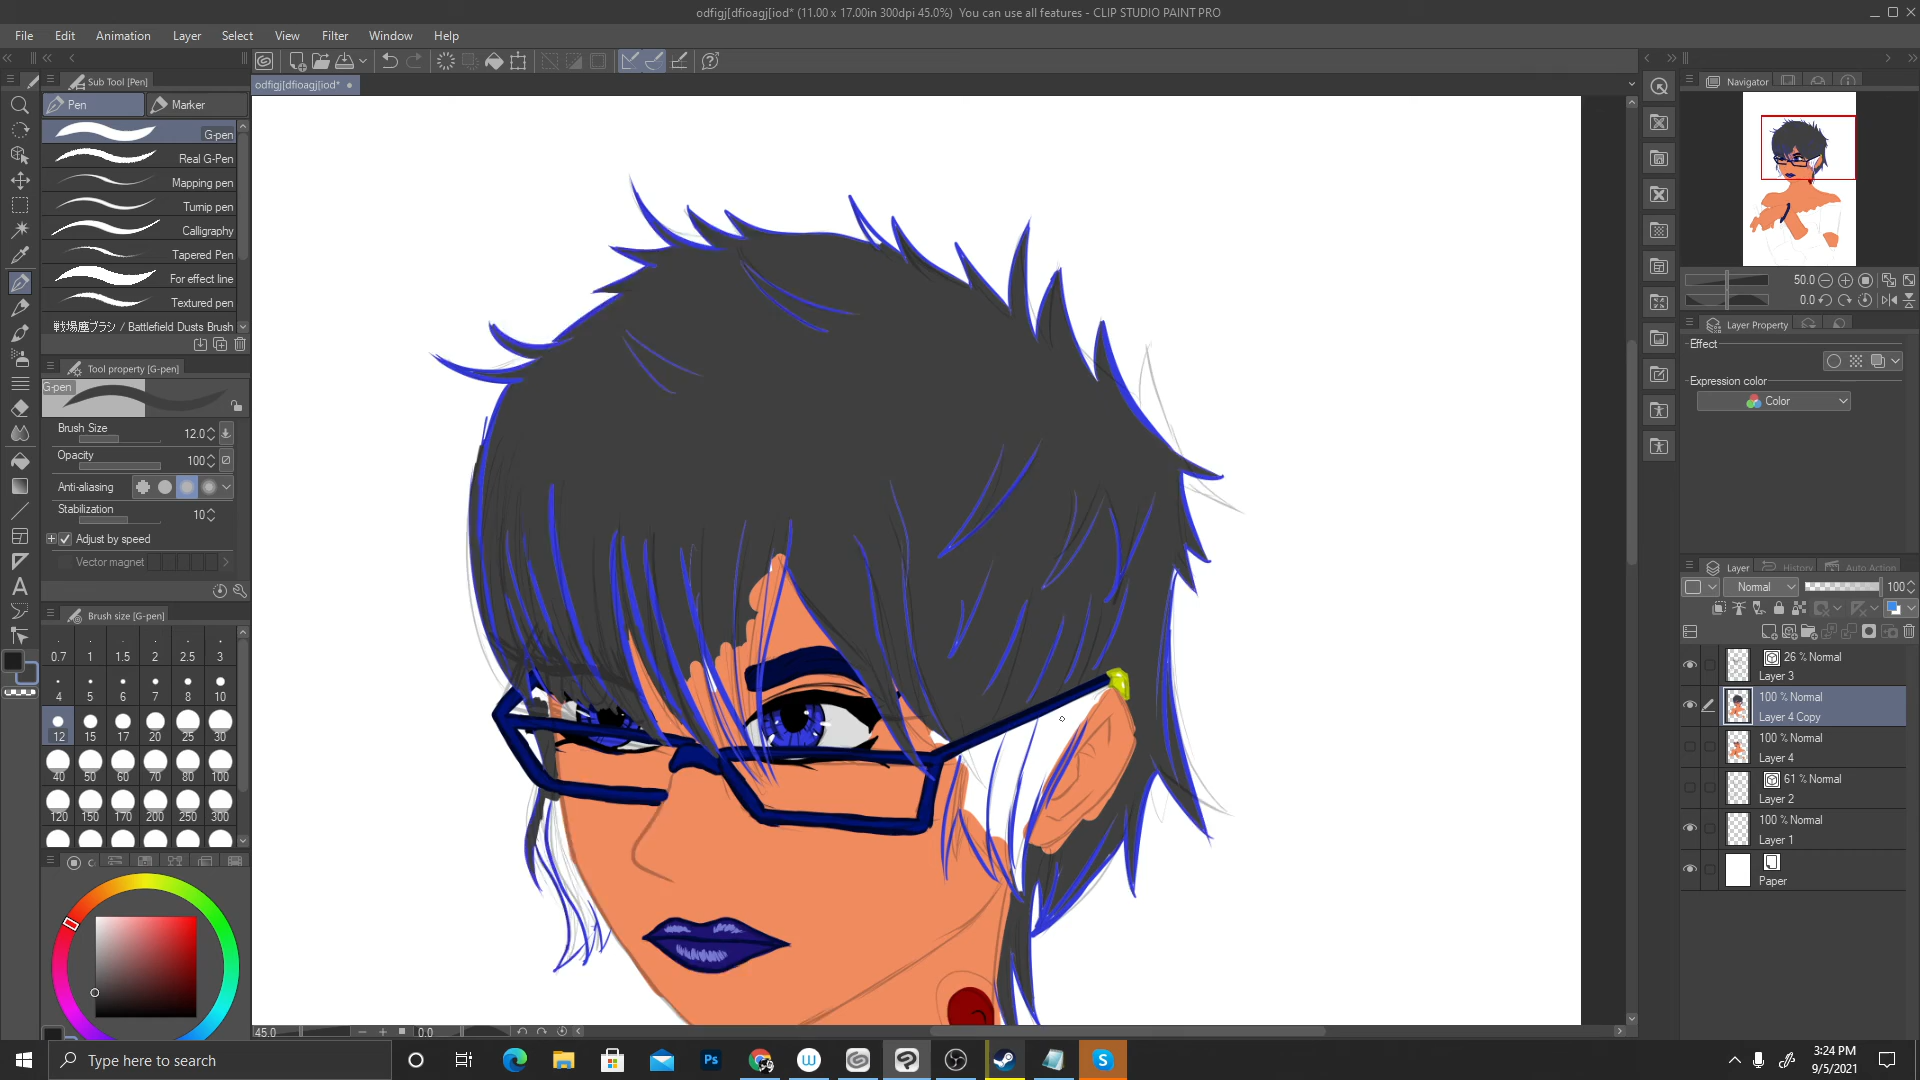 odfigj[dfioagj[iod* (11.00 x 17.00in 300dpi 45.0%) You can use all features - CLIP STUDIO PAINT PRO
File Edit Animation Layer Select View Filter Window Help
Sub Tool [Pen]
odfigj[dfioagj[iod*
Navigator
Pen Marker
G-pen
Real G-Pen
Mapping pen
Turnip pen
Calligraphy
Tapered Pen
For effect line
Textured pen
戦場塵ブラシ / Battlefield Dusts Brush
50.0
0.0
Layer Property
Effect
Expression color
Color
Tool property [G-pen]
G-pen
Brush Size 12.0
Opacity 100
Anti-aliasing
Stabilization 10
Adjust by speed
Vector magnet
Brush size [G-pen]
0.7 1 1.5 2 2.5 3
4 5 6 7 8 10
12 15 17 20 25 30
40 50 60 70 80 100
120 150 170 200 250 300
Layer History Auto Action
Normal 100
26 % Normal
Layer 3
100 % Normal
Layer 4 Copy
100 % Normal
Layer 4
61 % Normal
Layer 2
100 % Normal
Layer 1
Paper
45.0 0.0
Type here to search
Ps
3:24 PM
9/5/2021